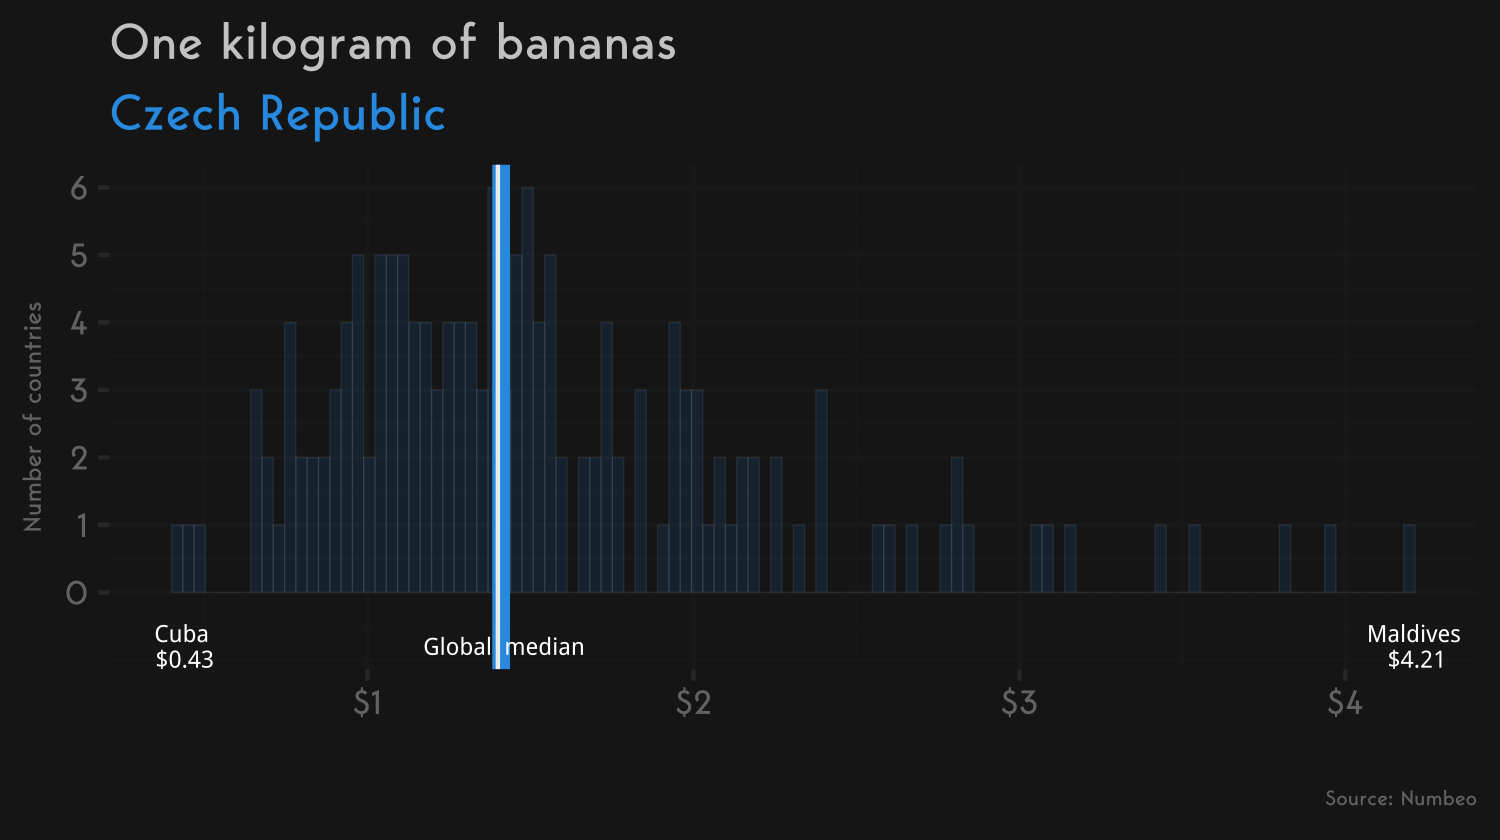 One kilogram of bananas
Czech Republic
Number of countries
6
5
4
3
2
1
0
Cuba
$0.43
Global median
Maldives
$4.21
$1
$2
$3
$4
Source: Numbeo